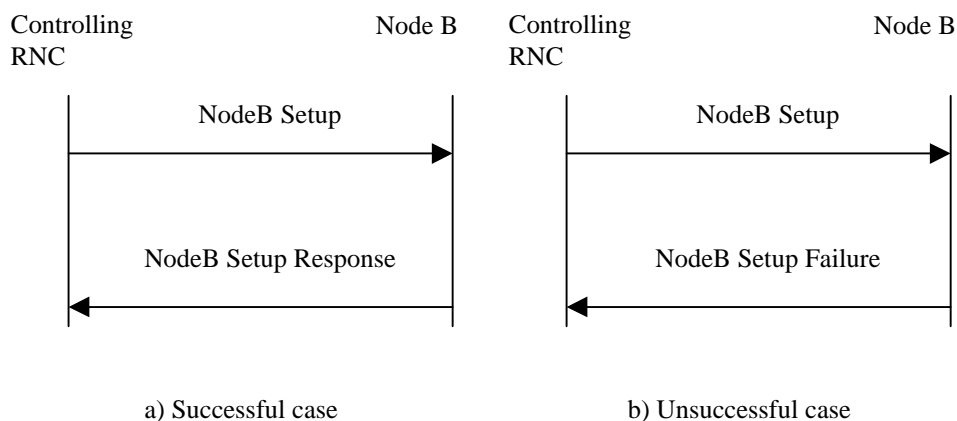 Controlling
RNC
Node B
NodeB Setup
NodeB Setup Response
a) Successful case
Controlling
RNC
Node B
NodeB Setup
NodeB Setup Failure
b) Unsuccessful case